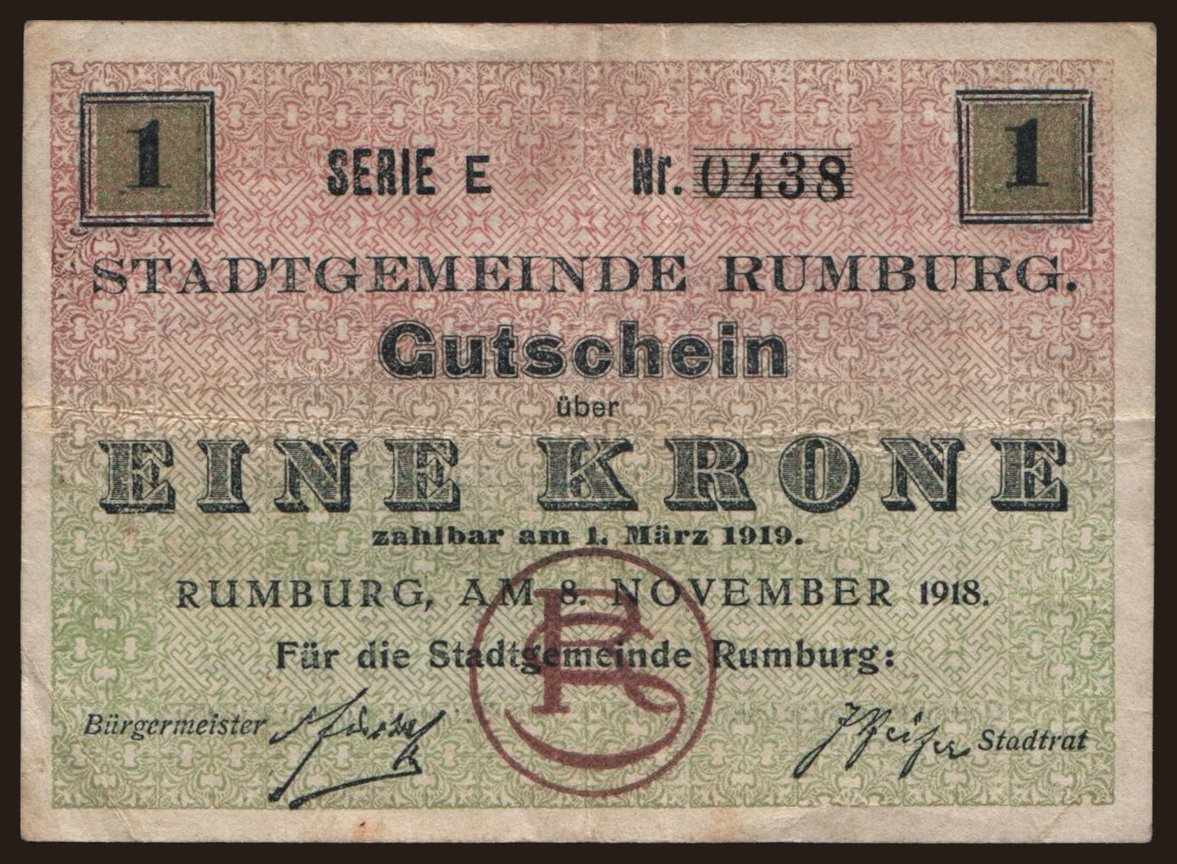 1 SERIE E Nr. 0438 1
STADTGEMEINDE RUMBURG.
Gutschein
über
EINE KRONE
zahlbar am 1. März 1919.
RUMBURG, AM 8. NOVEMBER 1918.
Für die Stadtgemeinde Rumburg:
Bürgermeister
Stadtrat